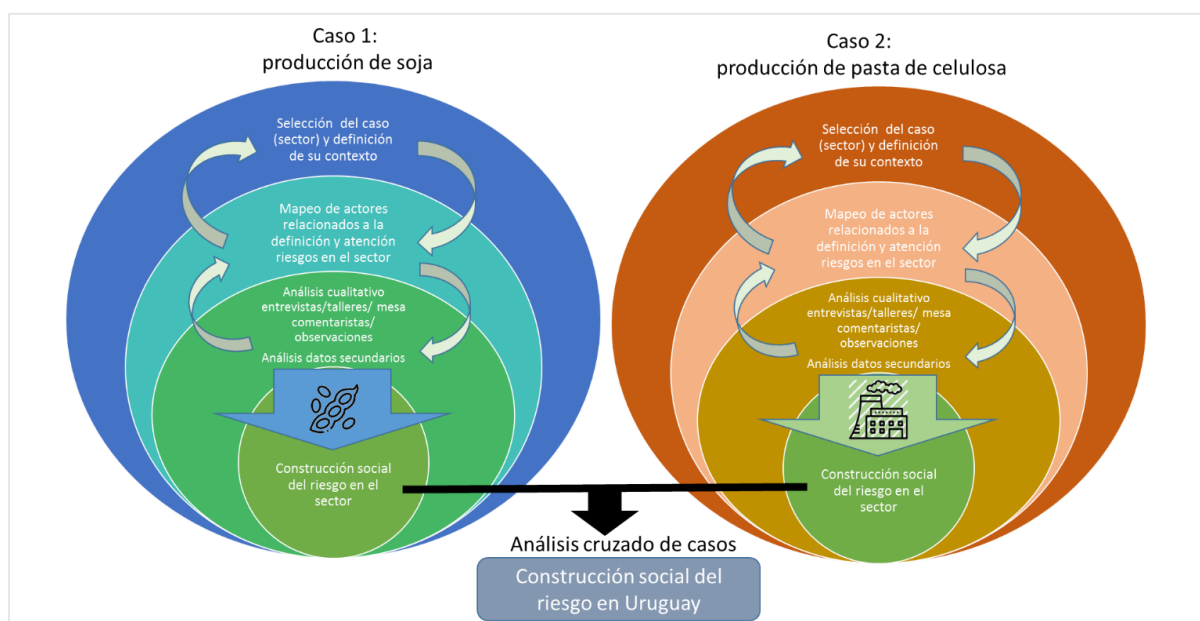 Caso 1:
producción de soja
Selección del caso
(sector) y definición
de su contexto
Mapeo de actores
relacionados a la
definición y atención
riesgos en el sector
Análisis cualitativo
entrevistas/talleres/ mesa
comentaristas/
observaciones
Análisis datos secundarios
Construcción social
del riesgo en el
sector
Caso 2:
producción de pasta de celulosa
Selección del caso
(sector) y definición
de su contexto
Mapeo de actores
relacionados a la
definición y atención
riesgos en el sector
Análisis cualitativo
entrevistas/talleres/ mesa
comentaristas/
observaciones
Análisis datos secundarios
Construcción social
del riesgo en el
sector
Análisis cruzado de casos
Construcción social del
riesgo en Uruguay